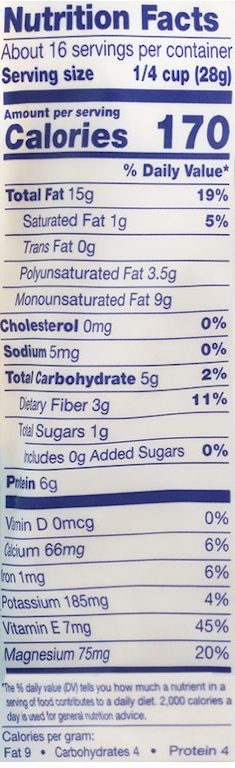 Nutrition Facts
About 16 servings per container
Serving size 1/4 cup (28g)
Amount per serving
Calories 170
% Daily Value*
Total Fat 15g 19%
Saturated Fat 1g 5%
Trans Fat 0g
Polyunsaturated Fat 3.5g
Monounsaturated Fat 9g
Cholesterol 0mg 0%
Sodium 5mg 0%
Total Carbohydrate 5g 2%
Dietary Fiber 3g 11%
Total Sugars 1g
Includes 0g Added Sugars 0%
Protein 6g
Vitamin D 0mcg 0%
Calcium 66mg 6%
Iron 1mg 6%
Potassium 185mg 4%
Vitamin E 7mg 45%
Magnesium 75mg 20%
*The % daily value (DV) tells you how much a nutrient in a
serving of food contributes to a daily diet. 2,000 calories a
day is used for general nutrition advice.
Calories per gram:
Fat 9 • Carbohydrates 4 • Protein 4